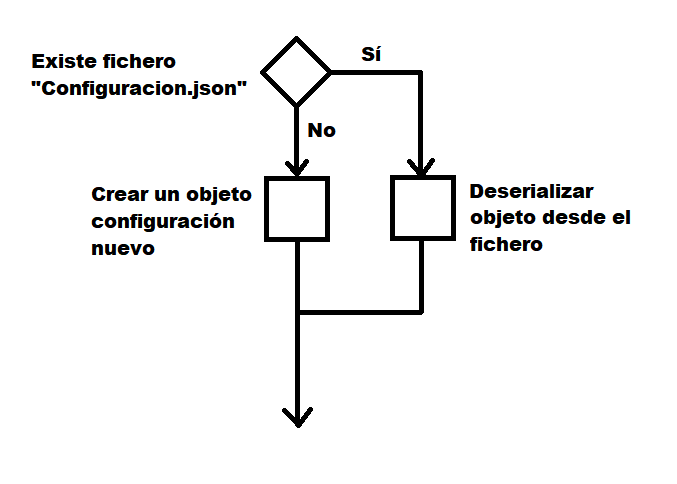 Existe fichero
"Configuracion.json"
Sí
No
Crear un objeto
configuración
nuevo
Deserializar
objeto desde el
fichero